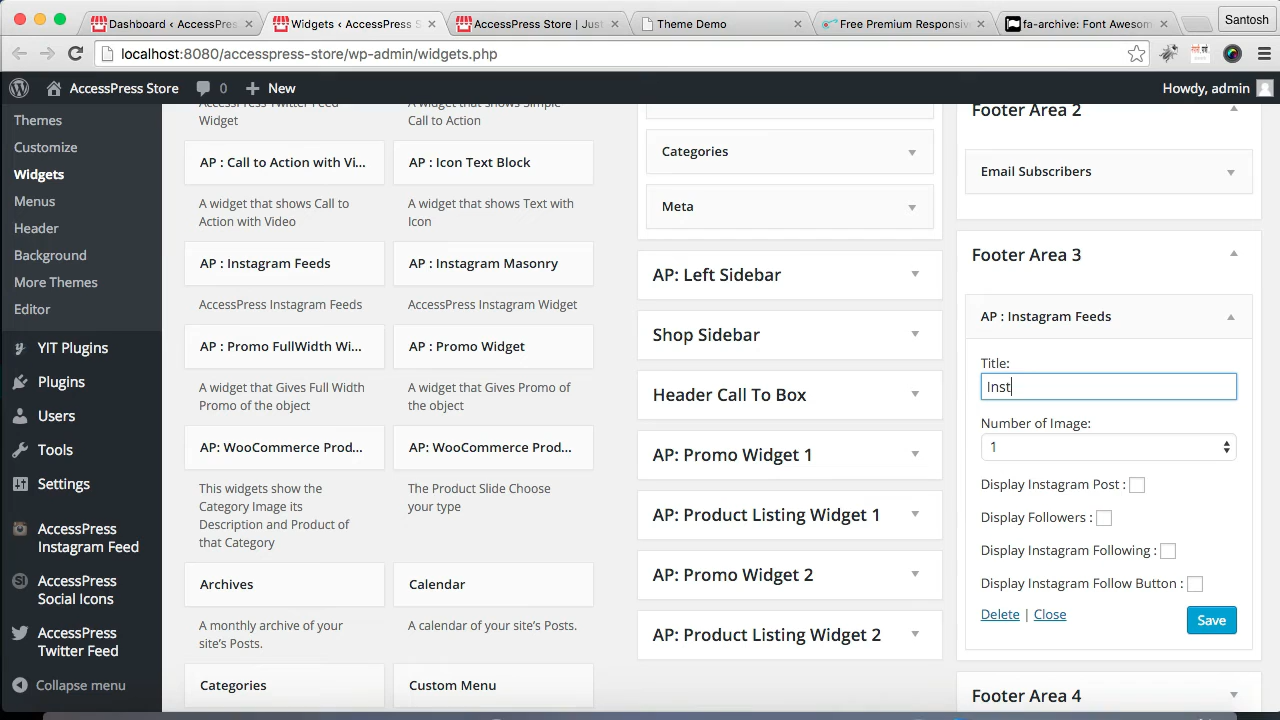 Dashboard ‹ AccessPres
Widgets ‹ AccessPress S
AccessPress Store | Just
Theme Demo
Free Premium Responsiv
fa-archive: Font Awesom
Santosh
localhost:8080/accesspress-store/wp-admin/widgets.php
AccessPress Store
0
New
Howdy, admin
Themes
Customize
Widgets
Menus
Header
Background
More Themes
Editor
YIT Plugins
Plugins
Users
Tools
Settings
AccessPress
Instagram Feed
AccessPress
Social Icons
AccessPress
Twitter Feed
Collapse menu
AccessPress Twitter Feed
Widget
A widget that shows Simple
Call to Action
AP : Call to Action with Vi...
AP : Icon Text Block
A widget that shows Call to
Action with Video
A widget that shows Text with
Icon
AP : Instagram Feeds
AP : Instagram Masonry
AccessPress Instagram Feeds
AccessPress Instagram Widget
AP : Promo FullWidth Wi...
AP : Promo Widget
A widget that Gives Full Width
Promo of the object
A widget that Gives Promo of
the object
AP: WooCommerce Prod...
AP: WooCommerce Prod...
This widgets show the
Category Image its
Description and Product of
that Category
The Product Slide Choose
your type
Archives
Calendar
A monthly archive of your
site's Posts.
A calendar of your site's Posts.
Categories
Custom Menu
Categories
Meta
AP: Left Sidebar
Shop Sidebar
Header Call To Box
AP: Promo Widget 1
AP: Product Listing Widget 1
AP: Promo Widget 2
AP: Product Listing Widget 2
Footer Area 2
Email Subscribers
Footer Area 3
AP : Instagram Feeds
Title:
Inst
Number of Image:
1
Display Instagram Post :
Display Followers :
Display Instagram Following :
Display Instagram Follow Button :
Delete | Close
Save
Footer Area 4